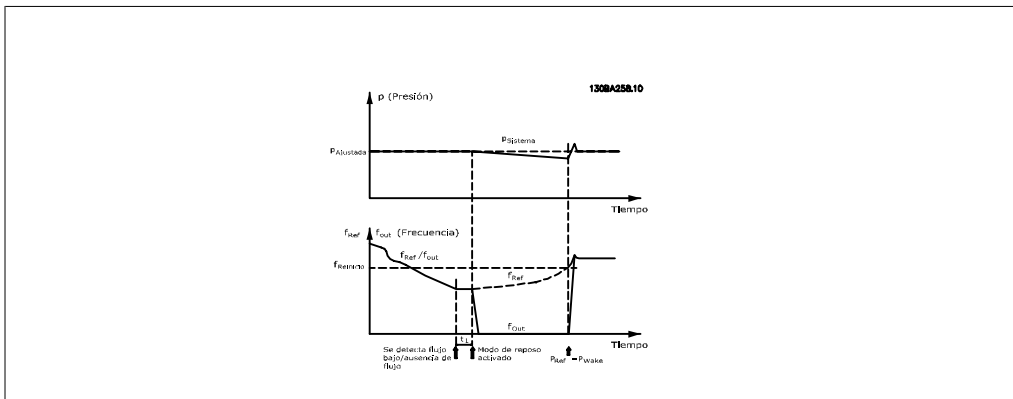 130BA258.10
p (Presión)
pSistema
pAjustada
Tiempo
fRef fout (Frecuencia)
fRef/fout
fReinicio
fRef
fOut
t1
Tiempo
Se detecta flujo
bajo/ausencia de
flujo
Modo de reposo
activado
PRef – PWake